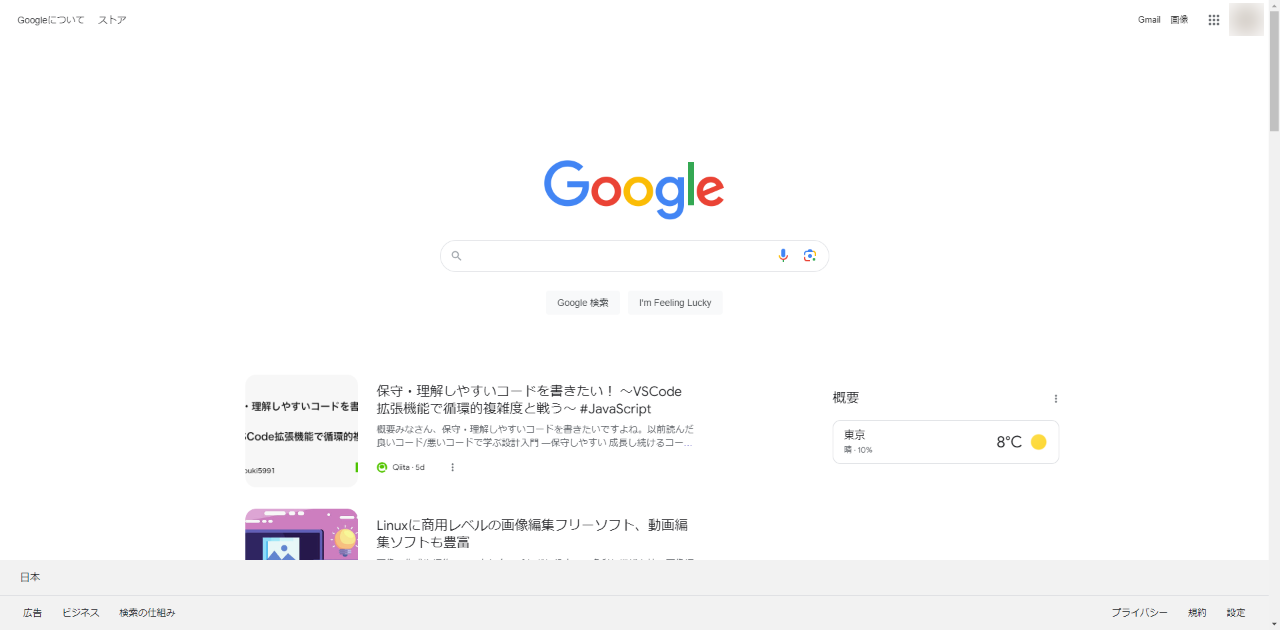 Googleについて ストア
Gmail 画像
Google
Google 検索 I'm Feeling Lucky
・理解しやすいコードを書
SCode拡張機能で循環的複
ouki5991
保守・理解しやすいコードを書きたい! ~VSCode
拡張機能で循環的複雑度と戦う~ #JavaScript
概要みなさん、保守・理解しやすいコードを書きたいですよね。以前読んだ
良いコード/悪いコードで学ぶ設計入門 ―保守しやすい 成長し続けるコー...
Qiita · 5d
概要
東京
晴 · 10%
8°C
Linuxに商用レベルの画像編集フリーソフト、動画編
集ソフトも豊富
日本
広告 ビジネス 検索の仕組み
プライバシー 規約 設定